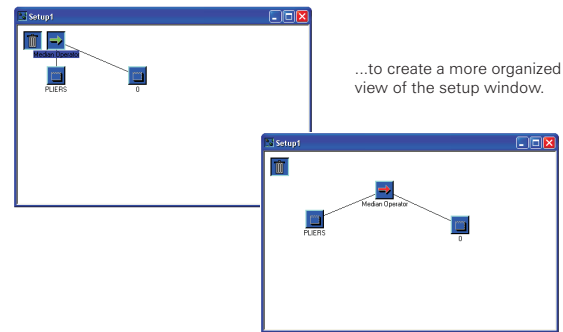 Setup1
Median Operator
PLIERS
0
...to create a more organized
view of the setup window.
Setup1
Median Operator
PLIERS
0